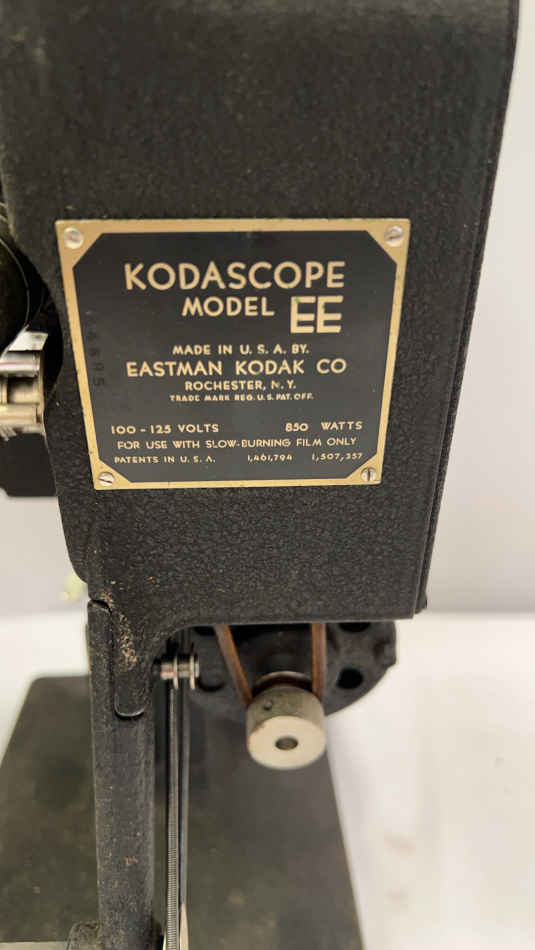 KODASCOPE
MODEL EE
MADE IN U. S. A. BY.
EASTMAN KODAK CO
ROCHESTER, N. Y.
TRADE MARK REG. U. S. PAT. OFF.
100 - 125 VOLTS 850 WATTS
FOR USE WITH SLOW-BURNING FILM ONLY
PATENTS IN U. S. A. 1,461,794 1,507,357